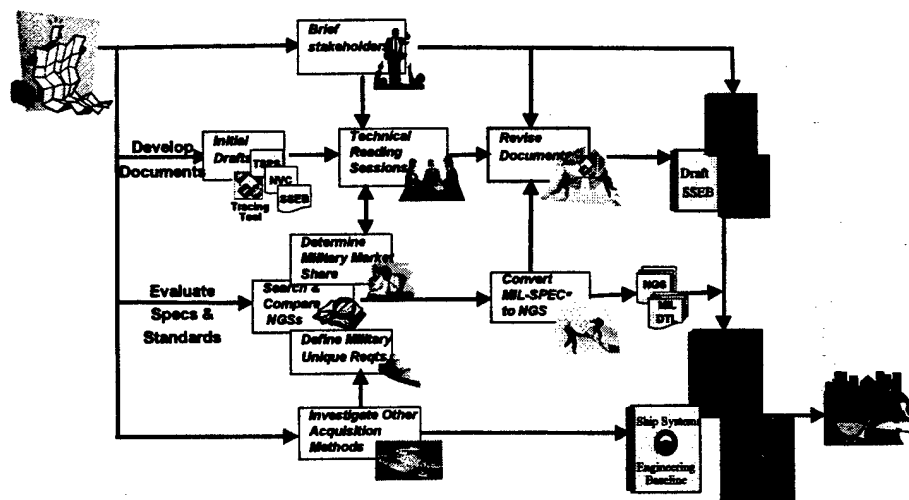 Brief
stakeholders
Develop
Documents
Initial
Drafts
TSRS
NVC
SSEB
Tracing
Tool
Technical
Reading
Sessions
Revise
Documents
Draft
SSEB
Determine
Military Market
Share
Evaluate
Specs &
Standards
Search &
Compare
NGSs
Convert
MIL-SPEC
to NGS
NGS
MIL
DTL
Define Military
Unique Reqts
Investigate Other
Acquisition
Methods
Ship Systems
Engineering
Baseline